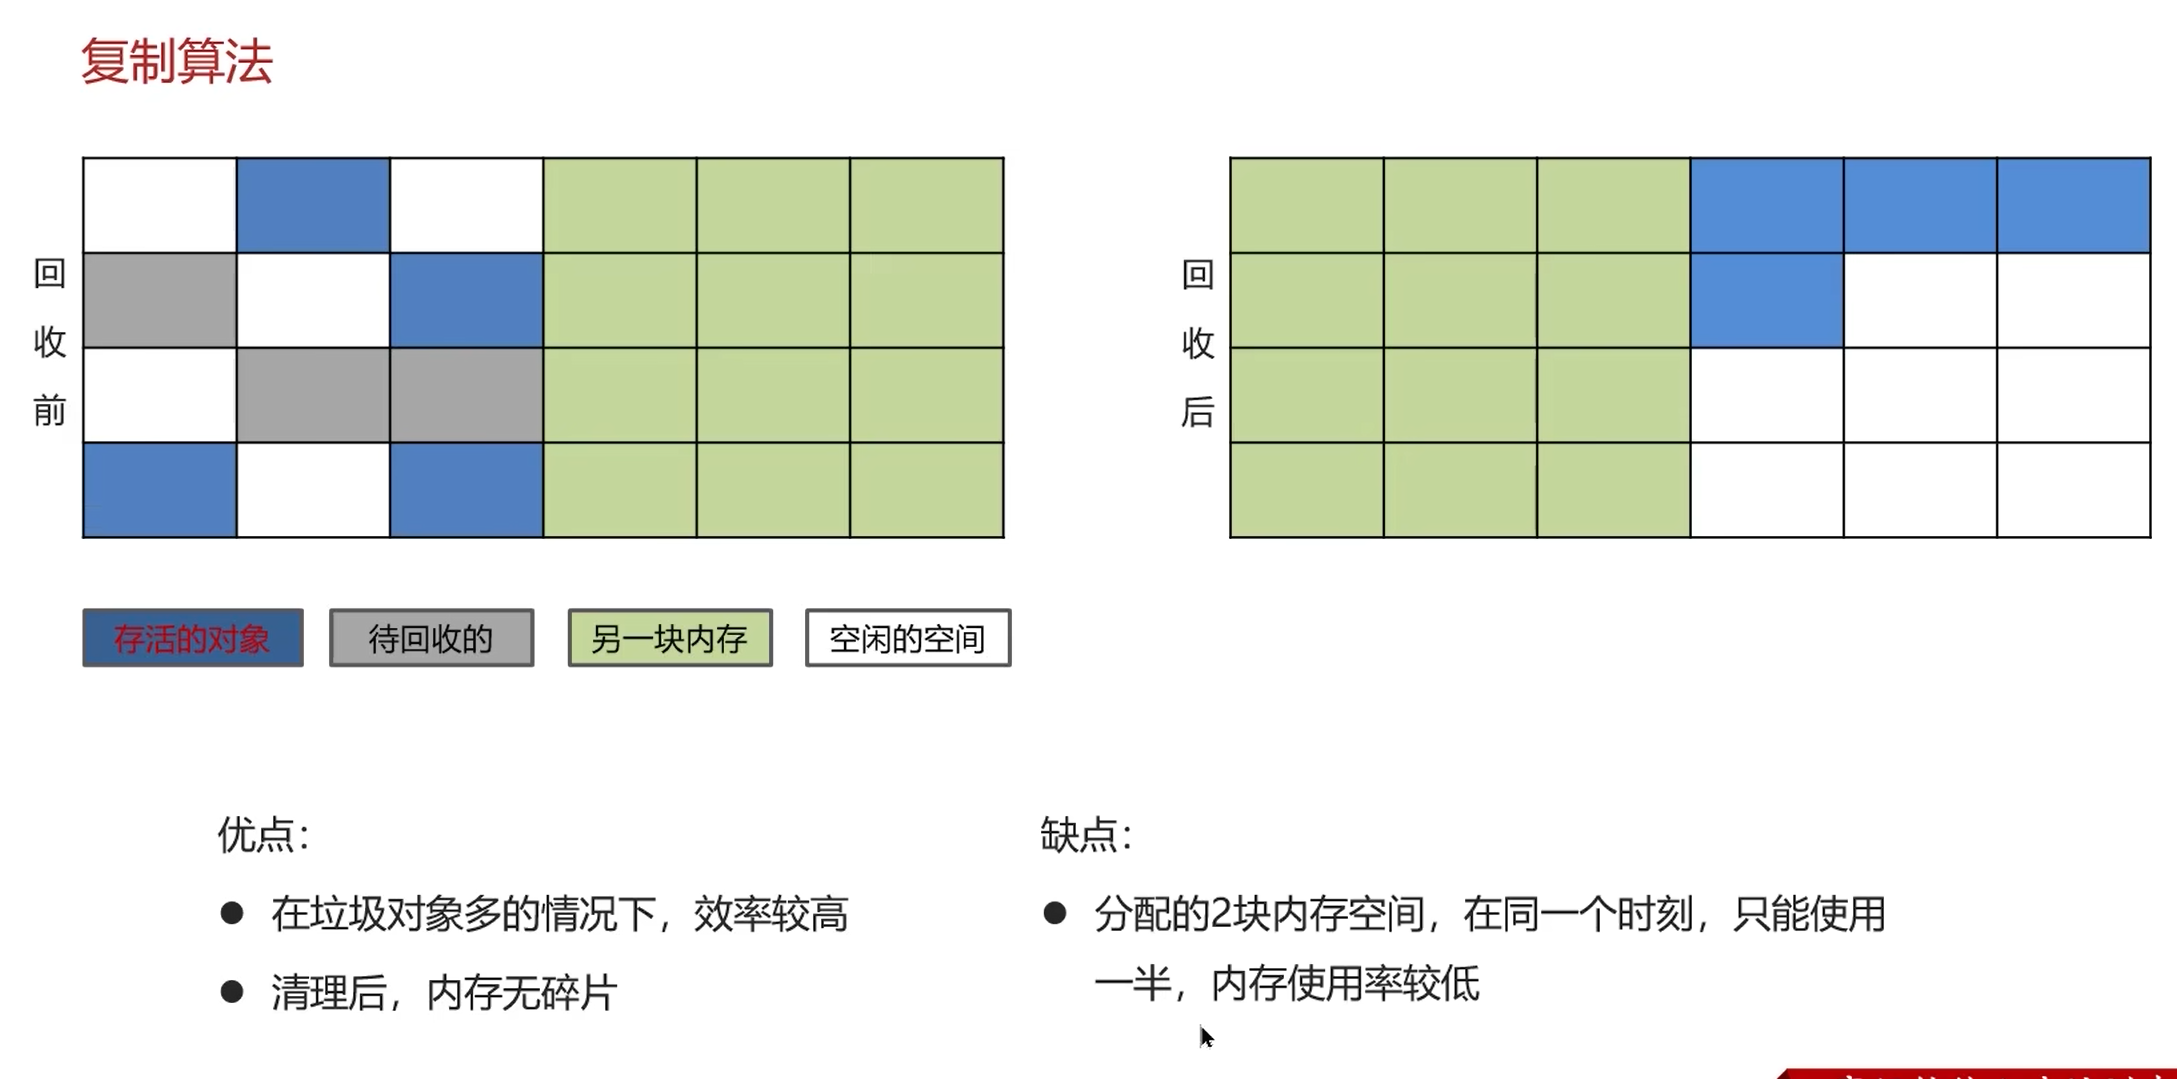 复制算法
回
收
前
回
收
后
存活的对象
待回收的
另一块内存
空闲的空间
优点：
● 在垃圾对象多的情况下，效率较高
● 清理后，内存无碎片
缺点：
● 分配的2块内存空间，在同一个时刻，只能使用
一半，内存使用率较低